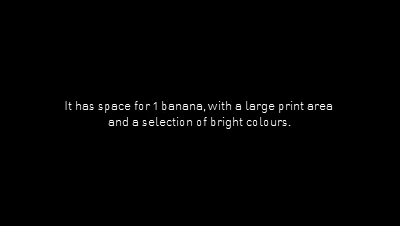 It has space for 1 banana, with a large print area
and a selection of bright colours.